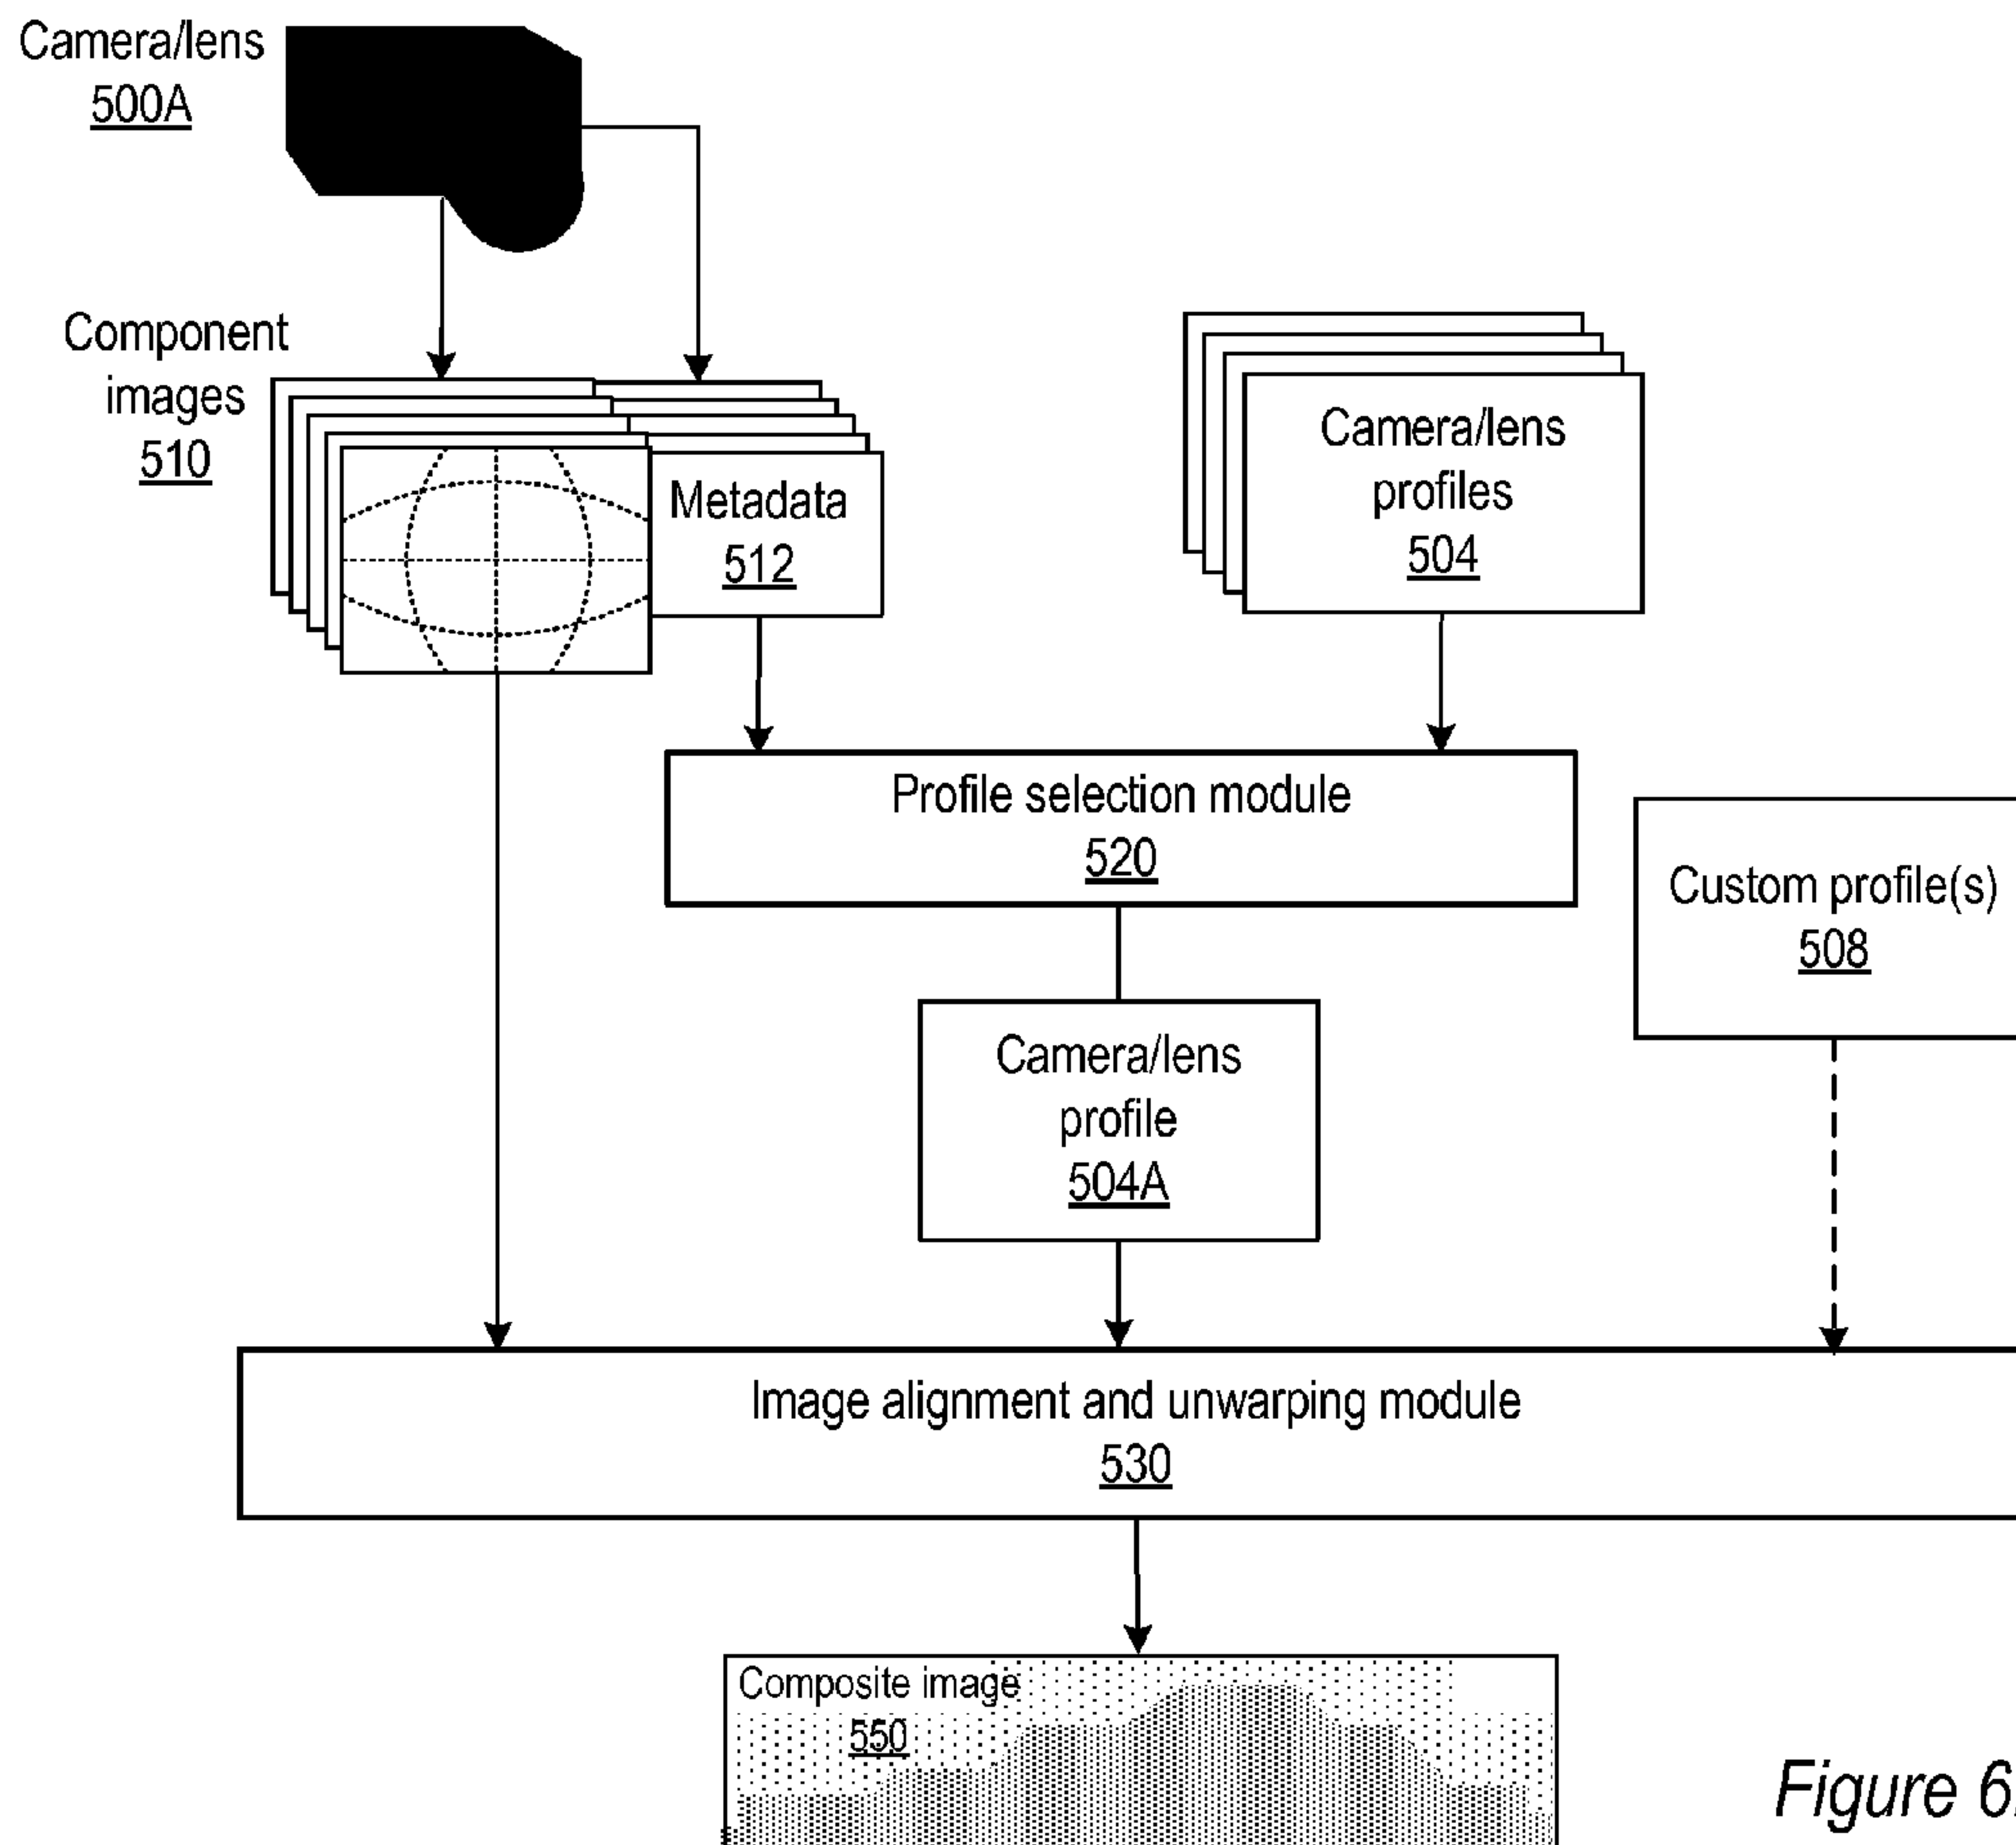 Camera/lens
500A
Component
images
510
Metadata
512
Camera/lens
profiles
504
Profile selection module
520
Custom profile(s)
508
Camera/lens
profile
504A
Image alignment and unwarping module
530
Composite image
550
Figure 6